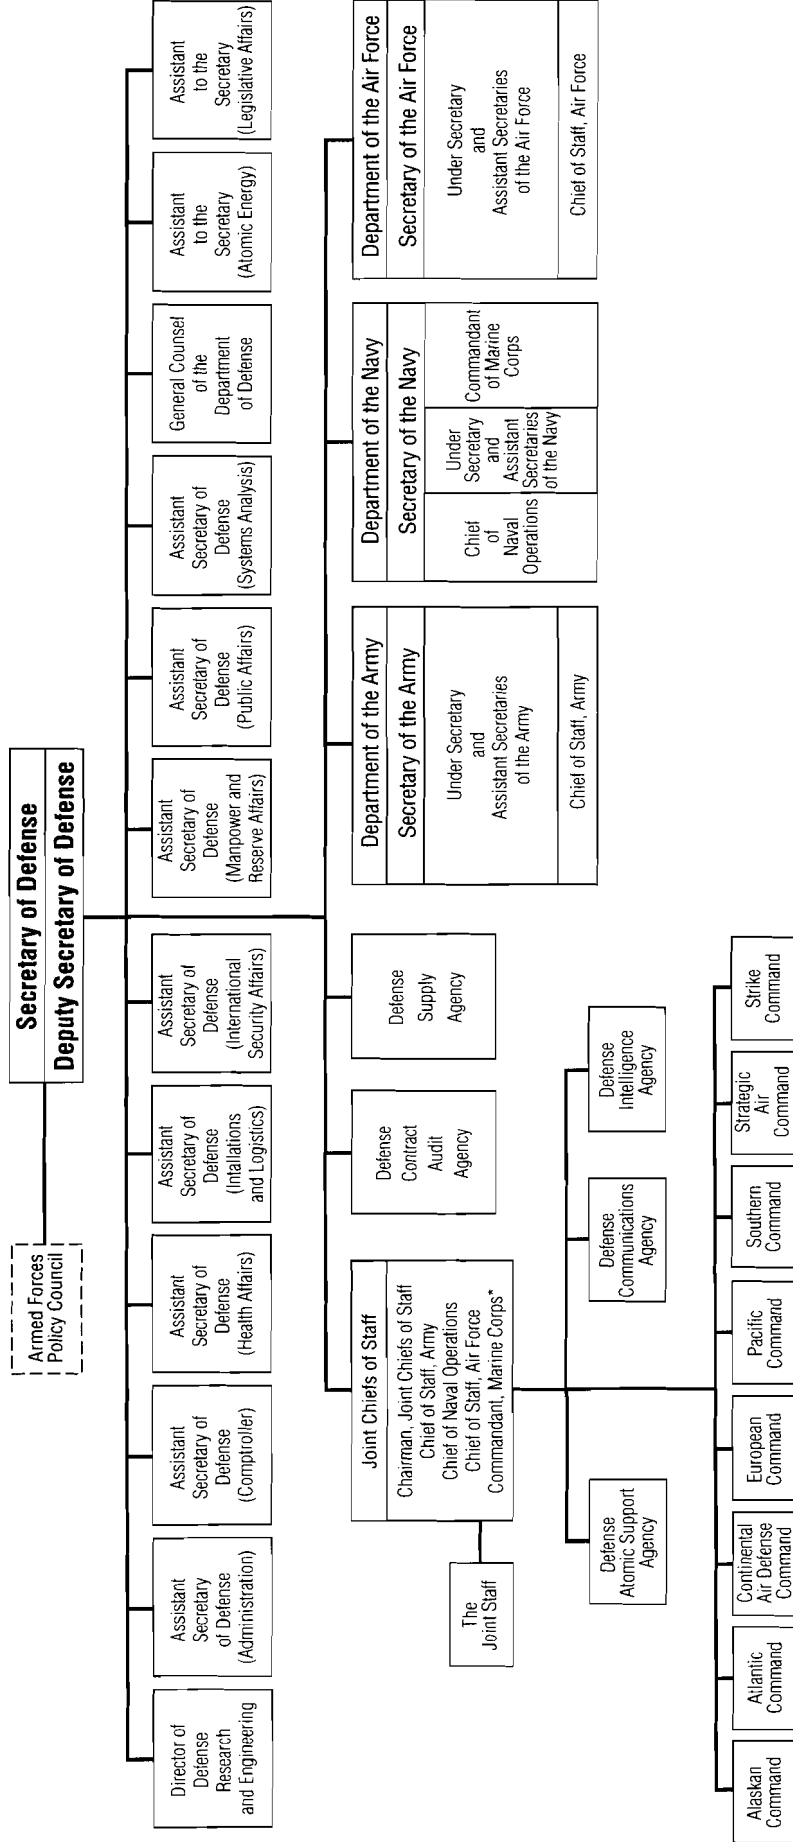 Secretary of Defense
Deputy Secretary of Defense
Armed Forces
Policy Council
Director of
Defense
Research
and Engineering
Assistant
Secretary
of Defense
(Administration)
Assistant
Secretary of
Defense
(Comptroller)
Assistant
Secretary of
Defense
(Health Affairs)
Assistant
Secretary of
Defense
(Intallations
and Logistics)
Assistant
Secretary of
Defense
(International
Security Affairs)
Assistant
Secretary of
Defense
(Manpower and
Reserve Affairs)
Assistant
Secretary of
Defense
(Public Affairs)
Assistant
Secretary of
Defense
(Systems Analysis)
General Counsel
of the
Department
of Defense
Assistant
to the
Secretary
(Atomic Energy)
Assistant
to the
Secretary
(Legislative Affairs)
Joint Chiefs of Staff
Chairman, Joint Chiefs of Staff
Chief of Staff, Army
Chief of Naval Operations
Chief of Staff, Air Force
Commandant, Marine Corps*
The
Joint Staff
Defense
Contract
Audit
Agency
Defense
Supply
Agency
Department of the Army
Secretary of the Army
Under Secretary
and
Assistant Secretaries
of the Army
Chief of Staff, Army
Department of the Navy
Secretary of the Navy
Chief
of
Naval
Operations
Under
Secretary
and
Assistant
Secretaries
of the Navy
Commandant
of Marine
Corps
Department of the Air Force
Secretary of the Air Force
Under Secretary
and
Assistant Secretaries
of the Air Force
Chief of Staff, Air Force
Defense
Atomic Support
Agency
Defense
Communications
Agency
Defense
Intelligence
Agency
Alaskan
Command
Atlantic
Command
Continental
Air Defense
Command
European
Command
Pacific
Command
Southern
Command
Strategic
Air
Command
Strike
Command